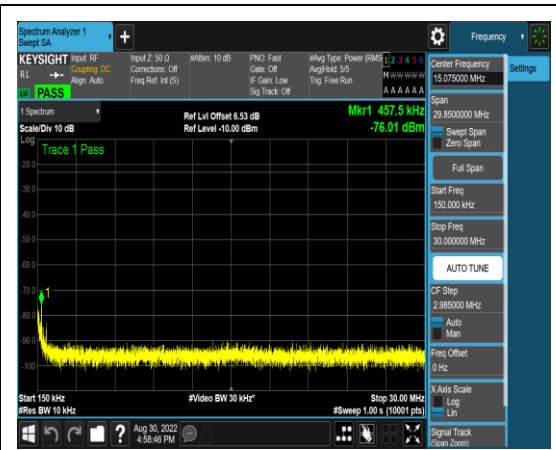 Spectrum Analyzer 1
Swept SA
+
Frequency
KEYSIGHT
RL
Input: RF
Coupling: DC
Align: Auto
Input Z: 50 Ω
Corrections: Off
Freq Ref: Int (S)
#Atten: 10 dB
PNO: Fast
Gate: Off
IF Gain: Low
Sig Track: Off
#Avg Type: Power (RMS
Avg|Hold: 5/5
Trig: Free Run
1 2 3 4 5 6
M W W W W W
A A A A A A
LXI
PASS
1 Spectrum
Scale/Div 10 dB
Ref Lvl Offset 6.53 dB
Ref Level -10.00 dBm
Mkr1 457.5 kHz
-76.01 dBm
Log
Trace 1 Pass
-20.0
-30.0
-40.0
-50.0
-60.0
-70.0
1
-80.0
-90.0
-100
Start 150 kHz
#Res BW 10 kHz
#Video BW 30 kHz*
Stop 30.00 MHz
#Sweep 1.00 s (10001 pts)
Center Frequency
15.075000 MHz
Settings
Span
29.8500000 MHz
Swept Span
Zero Span
Full Span
Start Freq
150.000 kHz
Stop Freq
30.000000 MHz
AUTO TUNE
CF Step
2.985000 MHz
Auto
Man
Freq Offset
0 Hz
X Axis Scale
Log
Lin
Signal Track
(Span Zoom)
?
Aug 30, 2022
4:58:46 PM